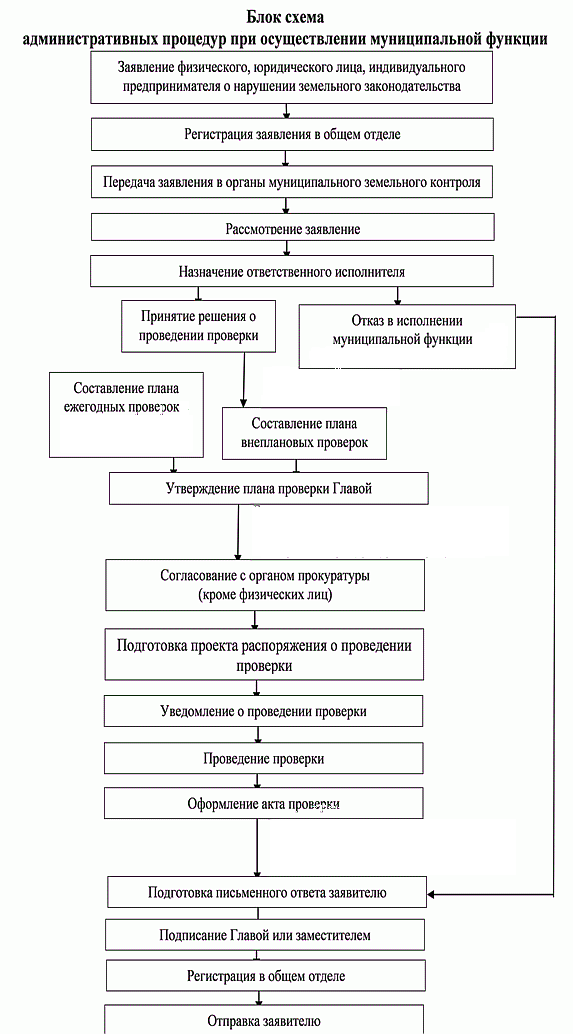 Блок схема
административных процедур при осуществлении муниципальной функции
Заявление физического, юридического лица, индивидуального
предпринимателя о нарушении земельного законодательства
Регистрация заявления в общем отделе
Передача заявления в органы муниципального земельного контроля
Рассмотрение заявление
Назначение ответственного исполнителя
Принятие решения о
проведении проверки
Отказ в исполнении
муниципальной функции
Составление плана
ежегодных проверок
Составление плана
внеплановых проверок
Утверждение плана проверки Главой
Согласование с органом прокуратуры
(кроме физических лиц)
Подготовка проекта распоряжения о проведении
проверки
Уведомление о проведении проверки
Проведение проверки
Оформление акта проверки
Подготовка письменного ответа заявителю
Подписание Главой или заместителем
Регистрация в общем отделе
Отправка заявителю